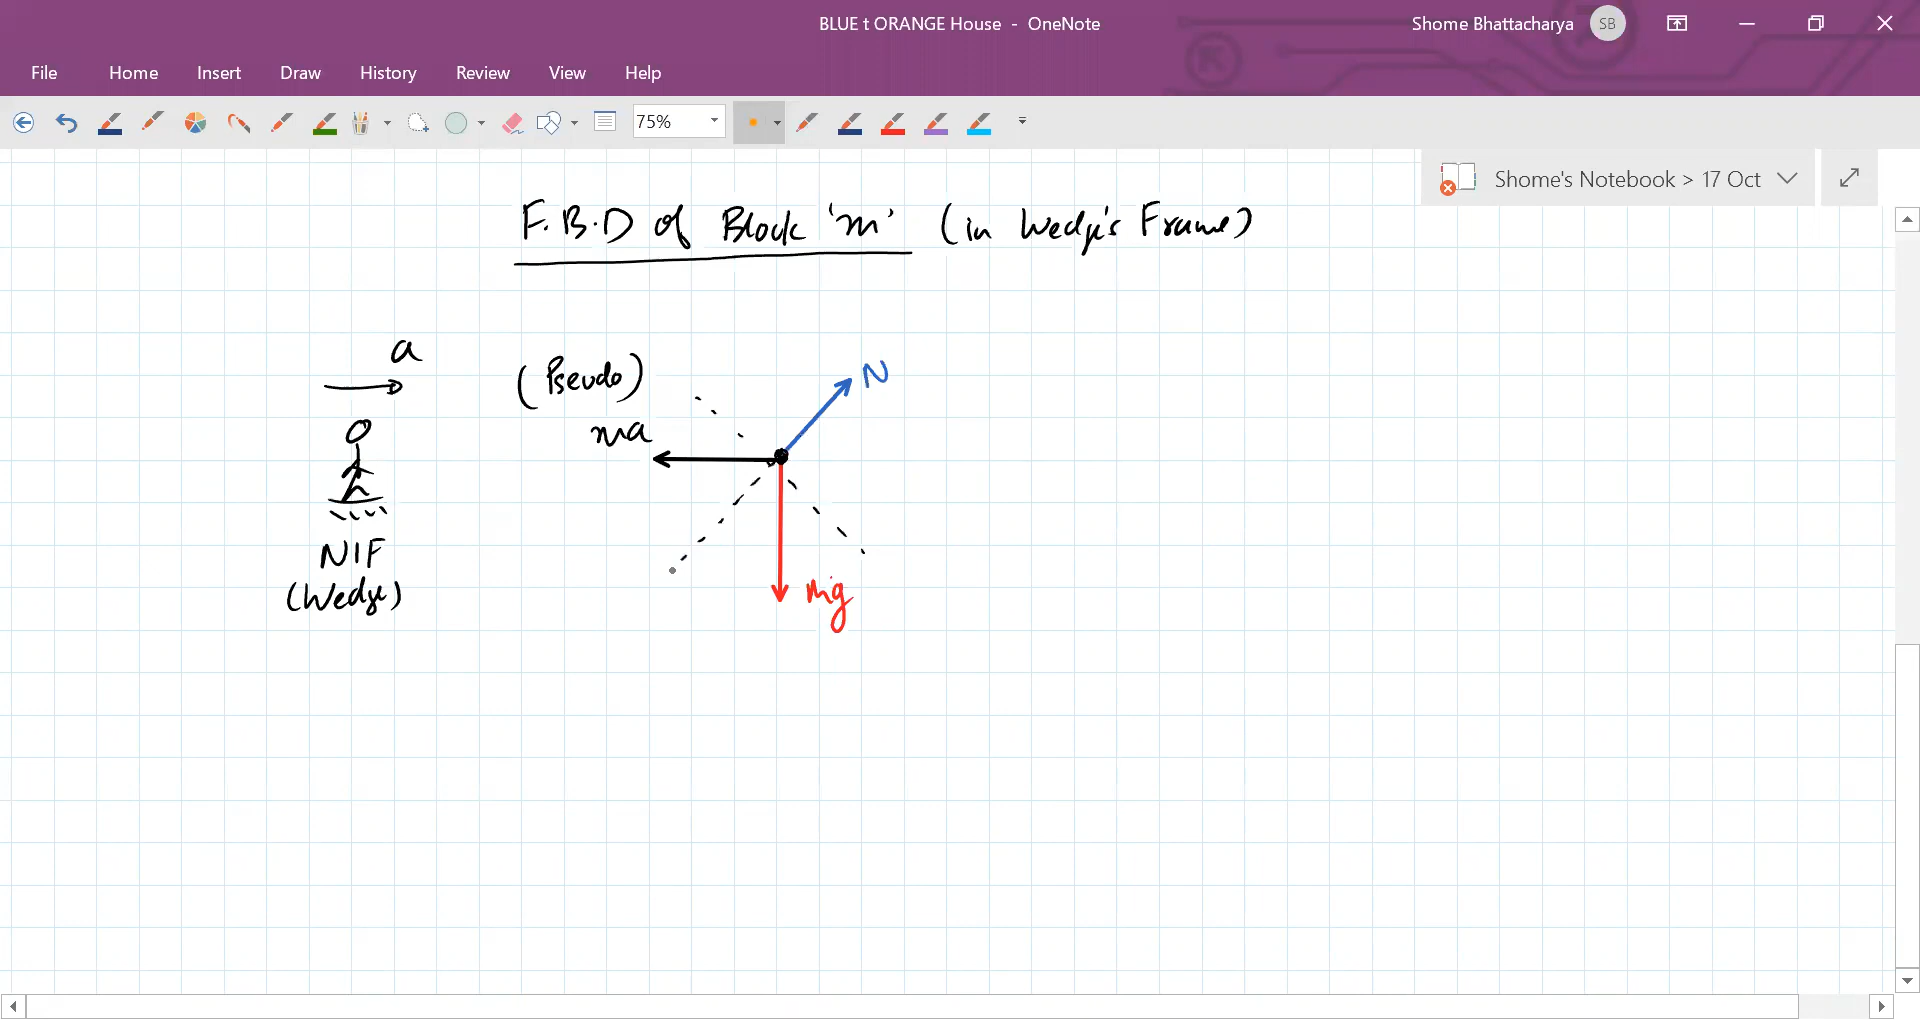 BLUE t ORANGE House - OneNote
Shome Bhattacharya SB
File Home Insert Draw History Review View Help
75%
Shome's Notebook > 17 Oct
F.B.D of Block 'm' (in Wedge's Frame)
a
(Pseudo)
N
ma
NIF
(Wedge)
mg